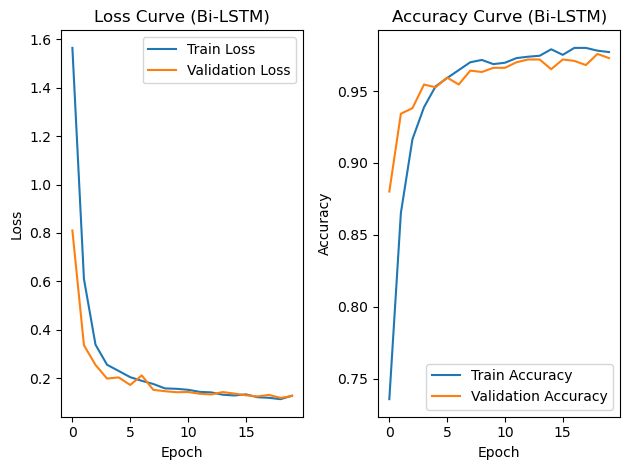 Loss Curve (Bi-LSTM)
1.6
1.4
1.2
1.0
0.8
0.6
0.4
0.2
Loss
0 5 10 15
Epoch
Train Loss
Validation Loss
Accuracy Curve (Bi-LSTM)
0.95
0.90
0.85
0.80
0.75
Accuracy
0 5 10 15
Epoch
Train Accuracy
Validation Accuracy